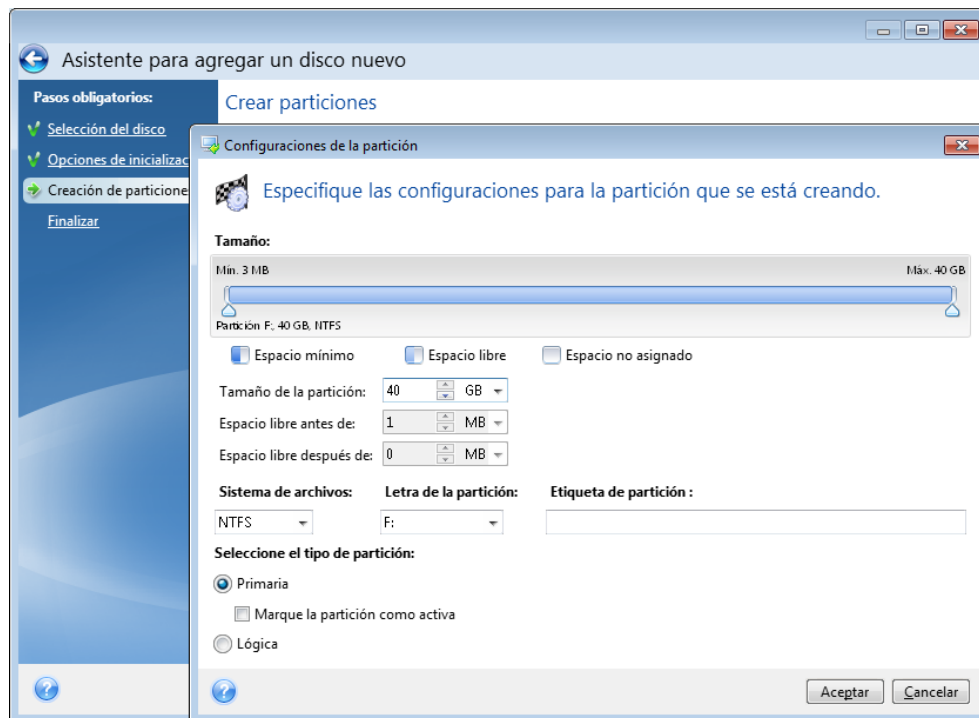 Asistente para agregar un disco nuevo
Pasos obligatorios:
Selección del disco
Opciones de inicializac
Creación de particione
Finalizar
Crear particiones
Configuraciones de la partición
Especifique las configuraciones para la partición que se está creando.
Tamaño:
Mín. 3 MB
Máx. 40 GB
Partición F:, 40 GB, NTFS
Espacio mínimo
Espacio libre
Espacio no asignado
Tamaño de la partición: 40 GB
Espacio libre antes de: 1 MB
Espacio libre después de: 0 MB
Sistema de archivos: Letra de la partición: Etiqueta de partición :
NTFS F:
Seleccione el tipo de partición:
Primaria
Marque la partición como activa
Lógica
Aceptar Cancelar